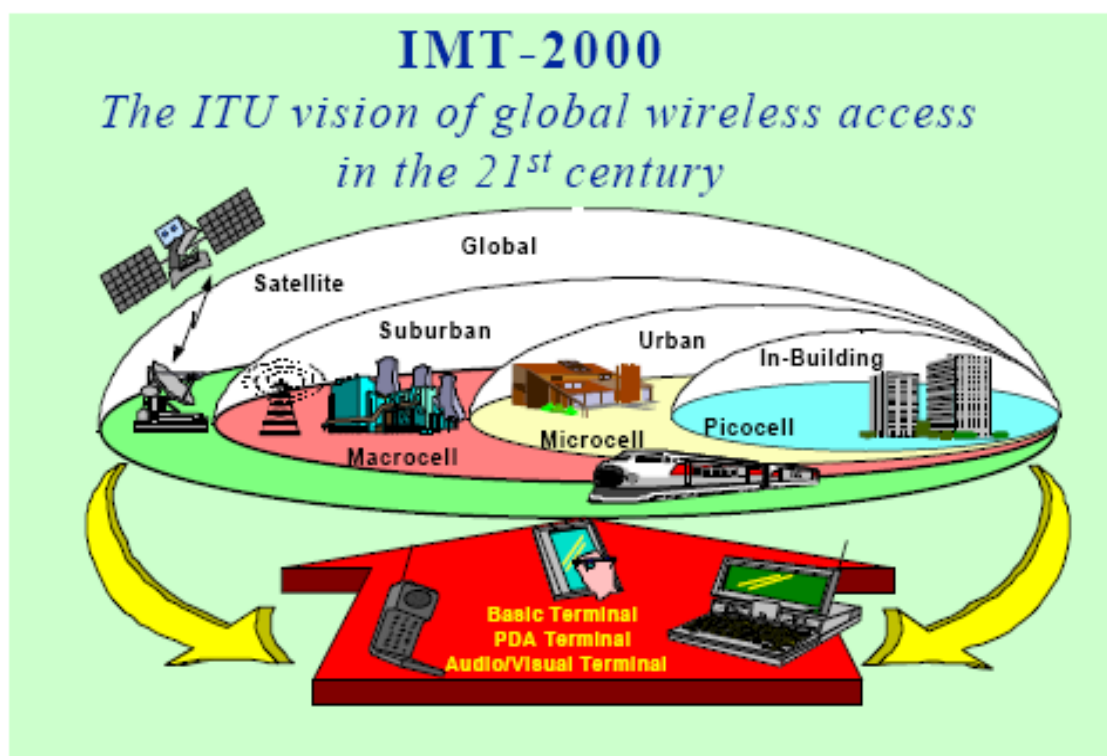 IMT-2000
The ITU vision of global wireless access
in the 21st century
Global
Satellite
Suburban
Urban
In-Building
Picocell
Microcell
Macrocell
Basic Terminal
PDA Terminal
Audio/Visual Terminal